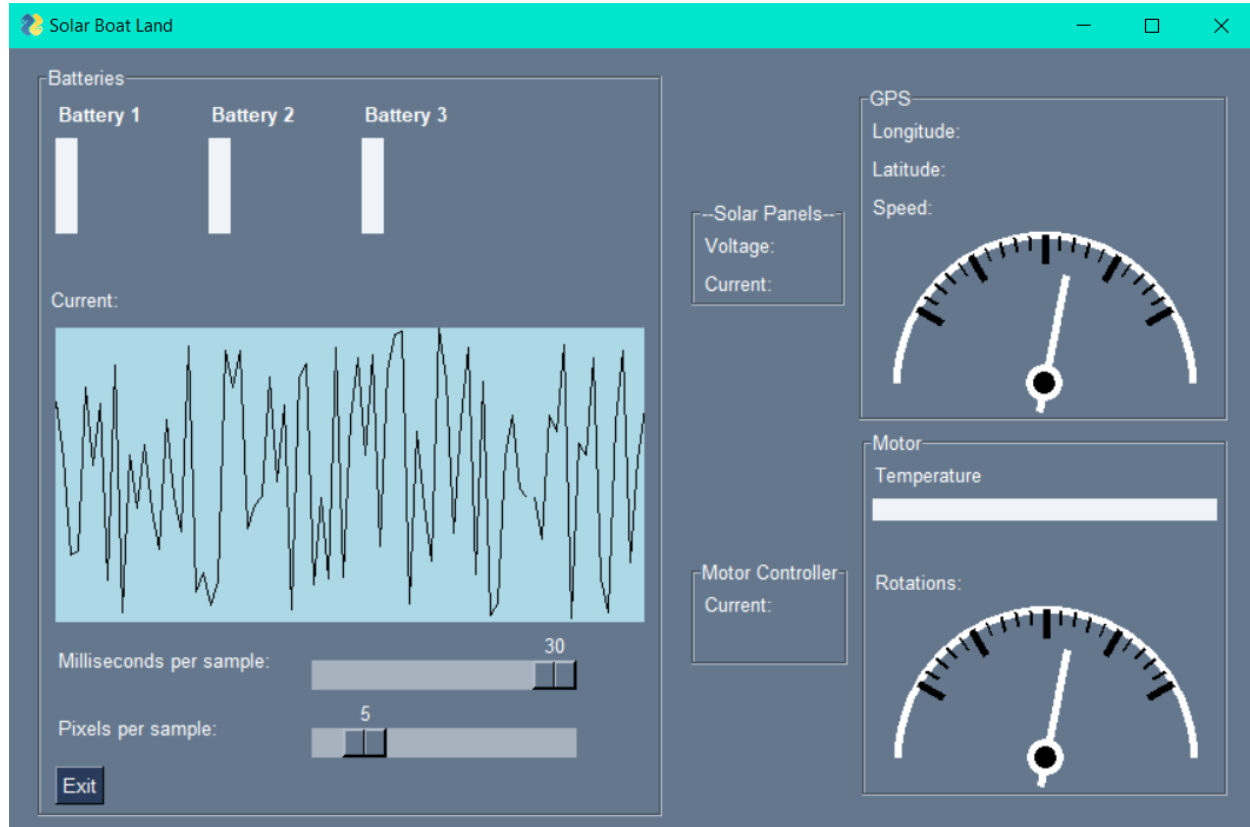 Solar Boat Land
Batteries
Battery 1 Battery 2 Battery 3
Current:
Milliseconds per sample:
30
Pixels per sample:
5
Exit
--Solar Panels--
Voltage:
Current:
Motor Controller
Current:
GPS
Longitude:
Latitude:
Speed:
Motor
Temperature
Rotations: